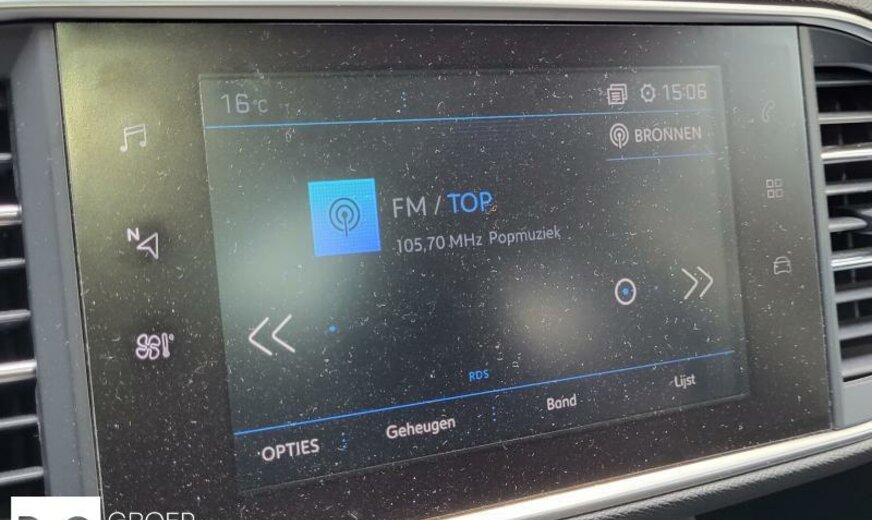 16°C
15:06
BRONNEN
FM / TOP
105,70 MHz Popmuziek
N
RDS
OPTIES
Geheugen
Band
Lijst
GROEP